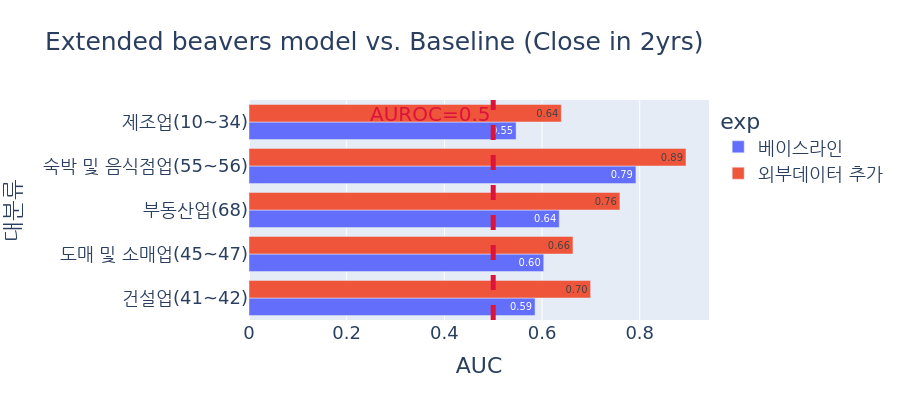 Extended beavers model vs. Baseline (Close in 2yrs)
AUROC=0.5
제조업(10~34)
0.64
0.55
숙박 및 음식점업(55~56)
0.89
0.79
부동산업(68)
0.76
0.64
도매 및 소매업(45~47)
0.66
0.60
건설업(41~42)
0.70
0.59
대분류
0 0.2 0.4 0.6 0.8
AUC
exp
베이스라인
외부데이터 추가